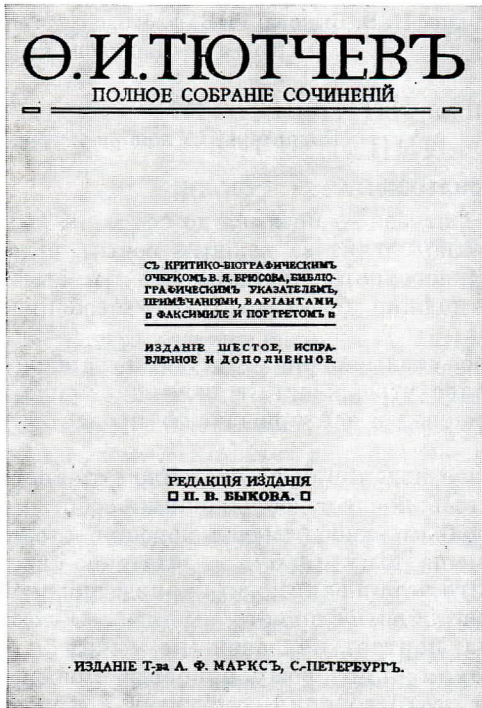 Ѳ. И. ТЮТЧЕВЪ
ПОЛНОЕ СОБРАНІЕ СОЧИНЕНІЙ
СЪ КРИТИКО-БІОГРАФИЧЕСКИМЪ
ОЧЕРКОМЪ В. Я. БРЮСОВА, БИБЛІО-
ГРАФИЧЕСКИМЪ УКАЗАТЕЛЕМЪ,
ПРИМѢЧАНІЯМИ, ВАРІАНТАМИ,
ФАКСИМИЛЕ И ПОРТРЕТОМЪ
ИЗДАНІЕ ШЕСТОЕ, ИСПРА-
ВЛЕННОЕ И ДОПОЛНЕННОЕ.
РЕДАКЦІЯ ИЗДАНІЯ
П. В. БЫКОВА.
ИЗДАНІЕ Т-ва А. Ф. МАРКСЪ, С.-ПЕТЕРБУРГЪ.